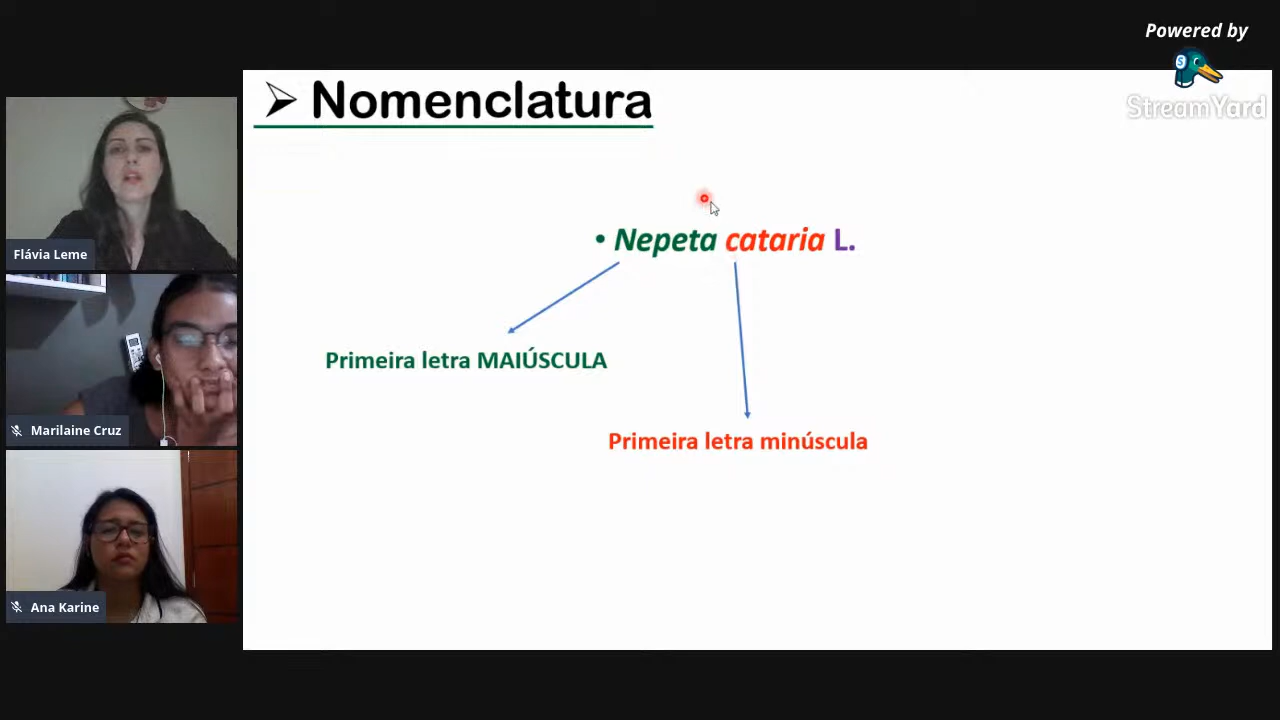 Powered by
StreamYard
➢ Nomenclatura
• Nepeta cataria L.
Primeira letra MAIÚSCULA
Primeira letra minúscula
Flávia Leme
Marilaine Cruz
Ana Karine